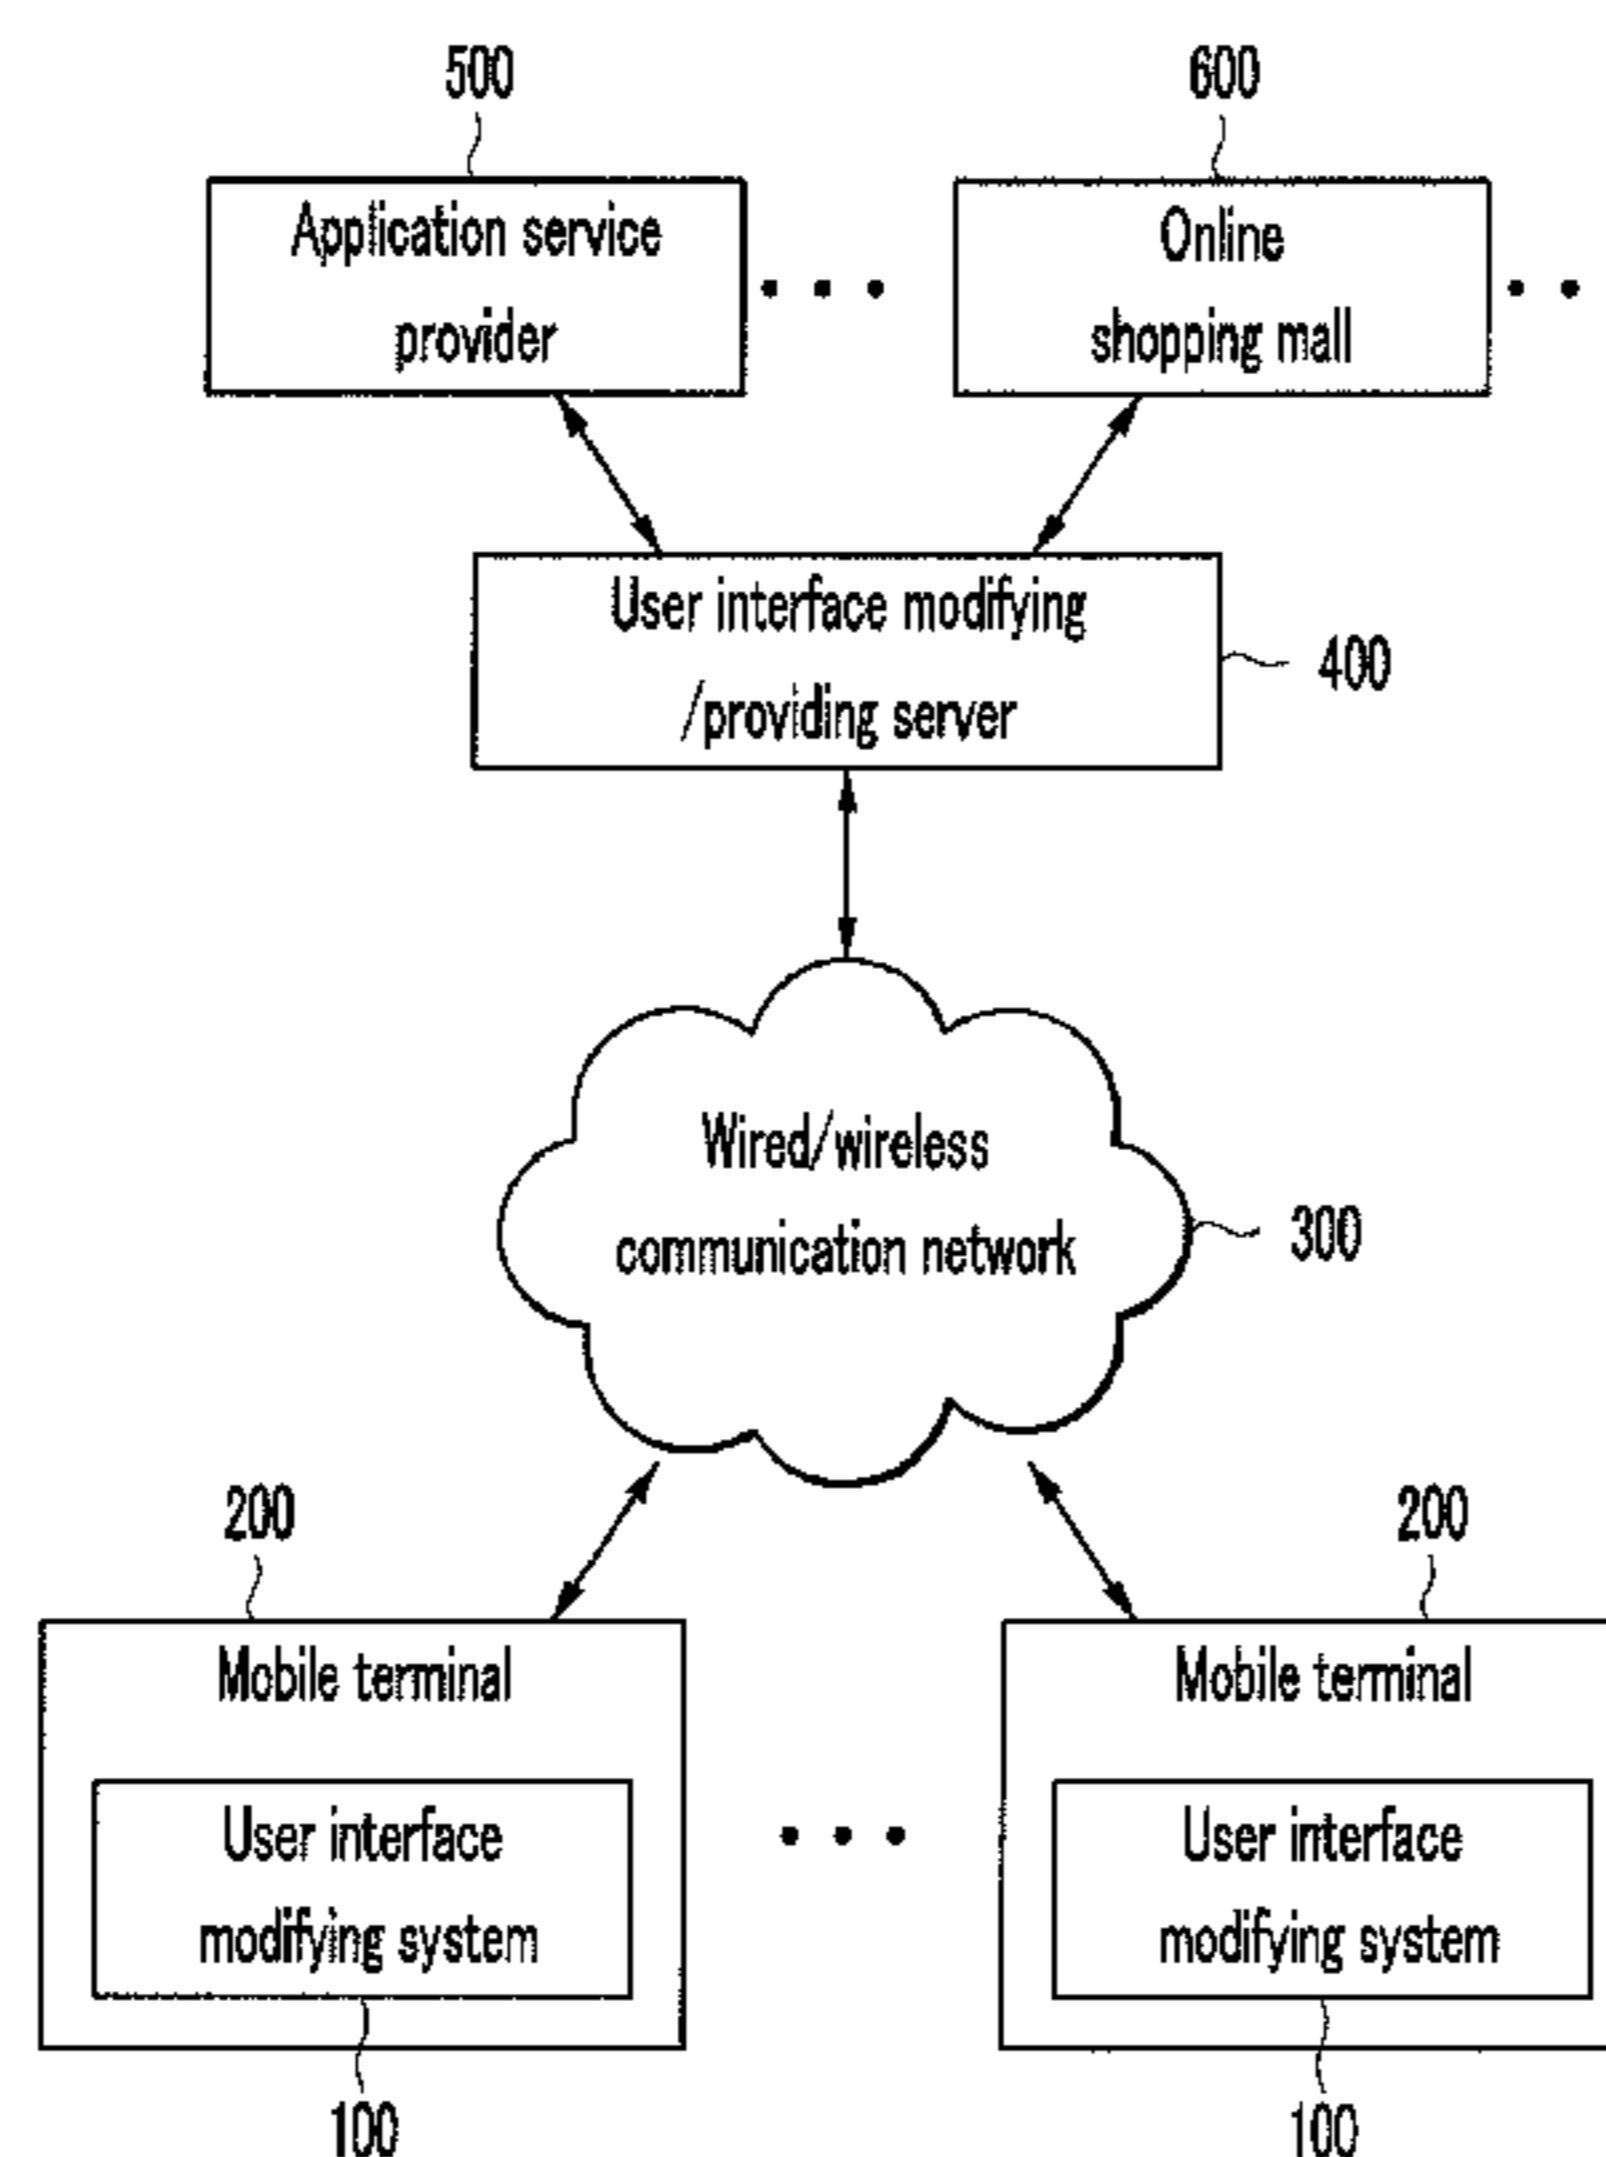 500
600
Application service
provider
Online
shopping mall
User interface modifying
/providing server
400
Wired/wireless
communication network
300
200
200
Mobile terminal
Mobile terminal
User interface
modifying system
User interface
modifying system
100
100